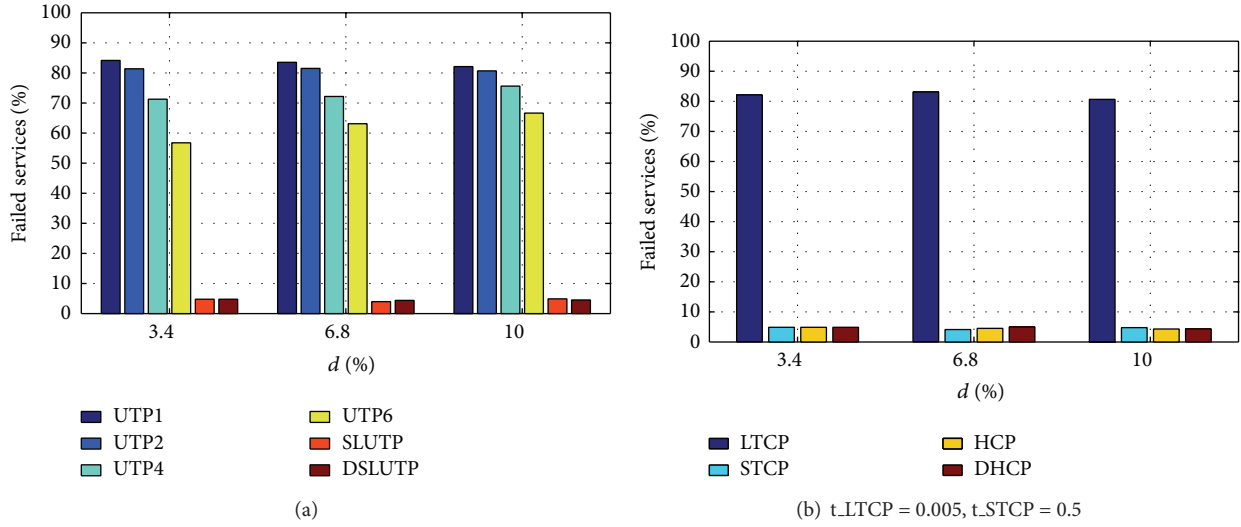 100
90
80
70
60
50
40
30
20
10
0
Failed services (%)
3.4 6.8 10
d (%)
UTP1 UTP6
UTP2 SLUTP
UTP4 DSLUTP
(a)
100
90
80
70
60
50
40
30
20
10
0
Failed services (%)
3.4 6.8 10
d (%)
LTCP HCP
STCP DHCP
(b) t_LTCP = 0.005, t_STCP = 0.5